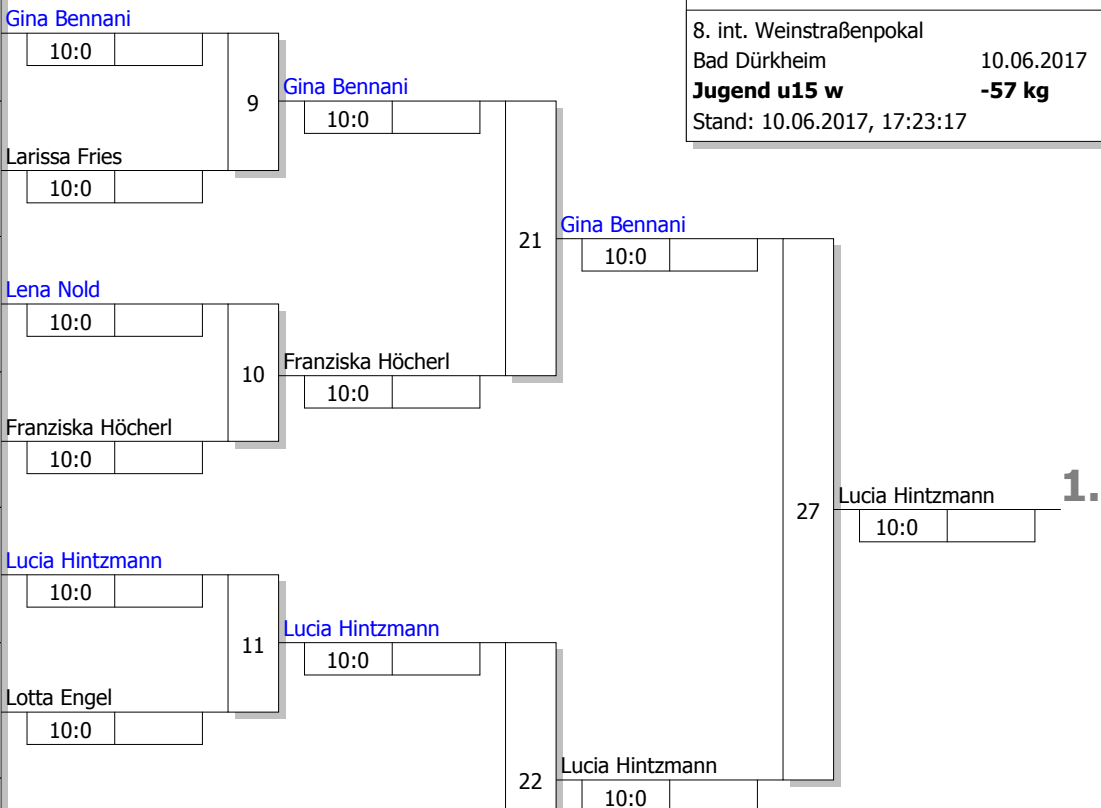 8. int. Weinstraßenpokal
Bad Dürkheim 10.06.2017
Jugend u15 w -57 kg
Stand: 10.06.2017, 17:23:17
Gina Bennani
10:0
9
Larissa Fries
10:0
Gina Bennani
10:0
21
Lena Nold
10:0
10
Franziska Höcherl
10:0
Franziska Höcherl
10:0
Gina Bennani
10:0
27
Lucia Hintzmann
10:0
1.
Lucia Hintzmann
10:0
11
Lotta Engel
10:0
Lucia Hintzmann
10:0
22
Lucia Hintzmann
10:0